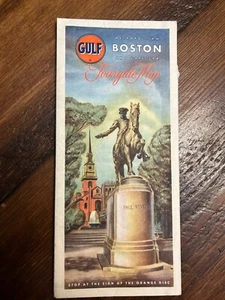 GULF
BOSTON
Tourgide Map
PAUL REVERE
STOP AT THE SIGN OF THE ORANGE DISC